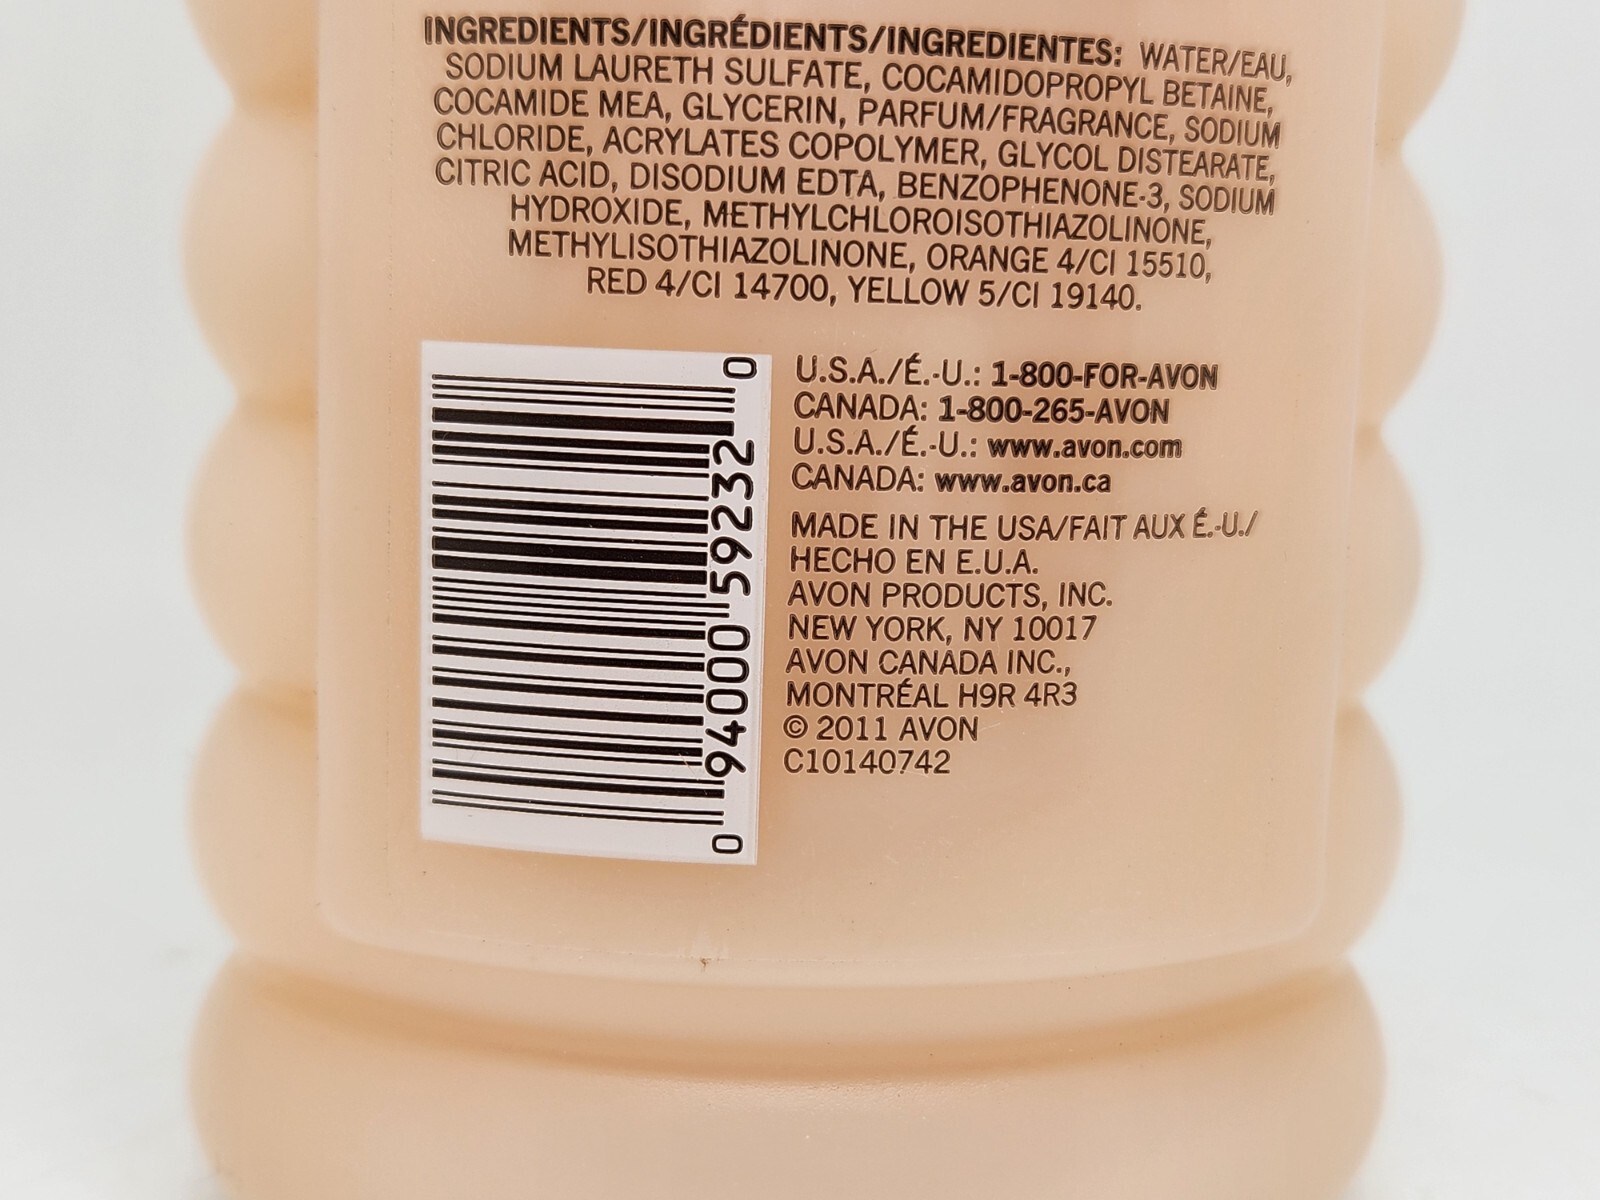 INGREDIENTS/INGRÉDIENTS/INGREDIENTES: WATER/EAU,
SODIUM LAURETH SULFATE, COCAMIDOPROPYL BETAINE,
COCAMIDE MEA, GLYCERIN, PARFUM/FRAGRANCE, SODIUM
CHLORIDE, ACRYLATES COPOLYMER, GLYCOL DISTEARATE,
CITRIC ACID, DISODIUM EDTA, BENZOPHENONE-3, SODIUM
HYDROXIDE, METHYLCHLOROISOTHIAZOLINONE,
METHYLISOTHIAZOLINONE, ORANGE 4/CI 15510,
RED 4/CI 14700, YELLOW 5/CI 19140.
0 94000 59232 0
U.S.A./É.-U.: 1-800-FOR-AVON
CANADA: 1-800-265-AVON
U.S.A./É.-U.: www.avon.com
CANADA: www.avon.ca
MADE IN THE USA/FAIT AUX É.-U./
HECHO EN E.U.A.
AVON PRODUCTS, INC.
NEW YORK, NY 10017
AVON CANADA INC.,
MONTRÉAL H9R 4R3
© 2011 AVON
C10140742